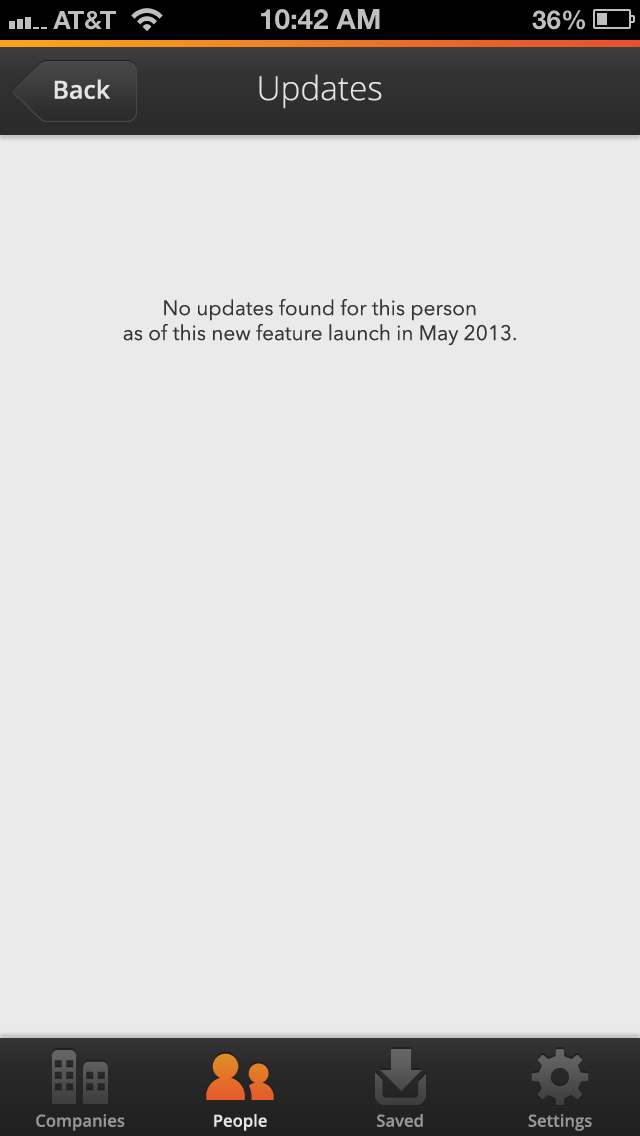 AT&T 10:42 AM 36%
Back Updates
No updates found for this person
as of this new feature launch in May 2013.
Companies People Saved Settings